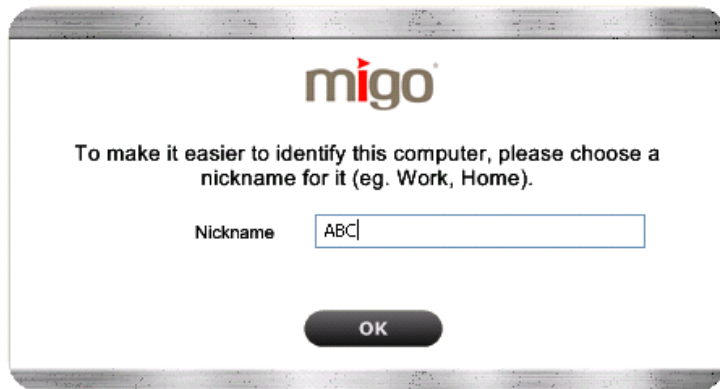 migo
To make it easier to identify this computer, please choose a
nickname for it (eg. Work, Home).
Nickname ABC
OK